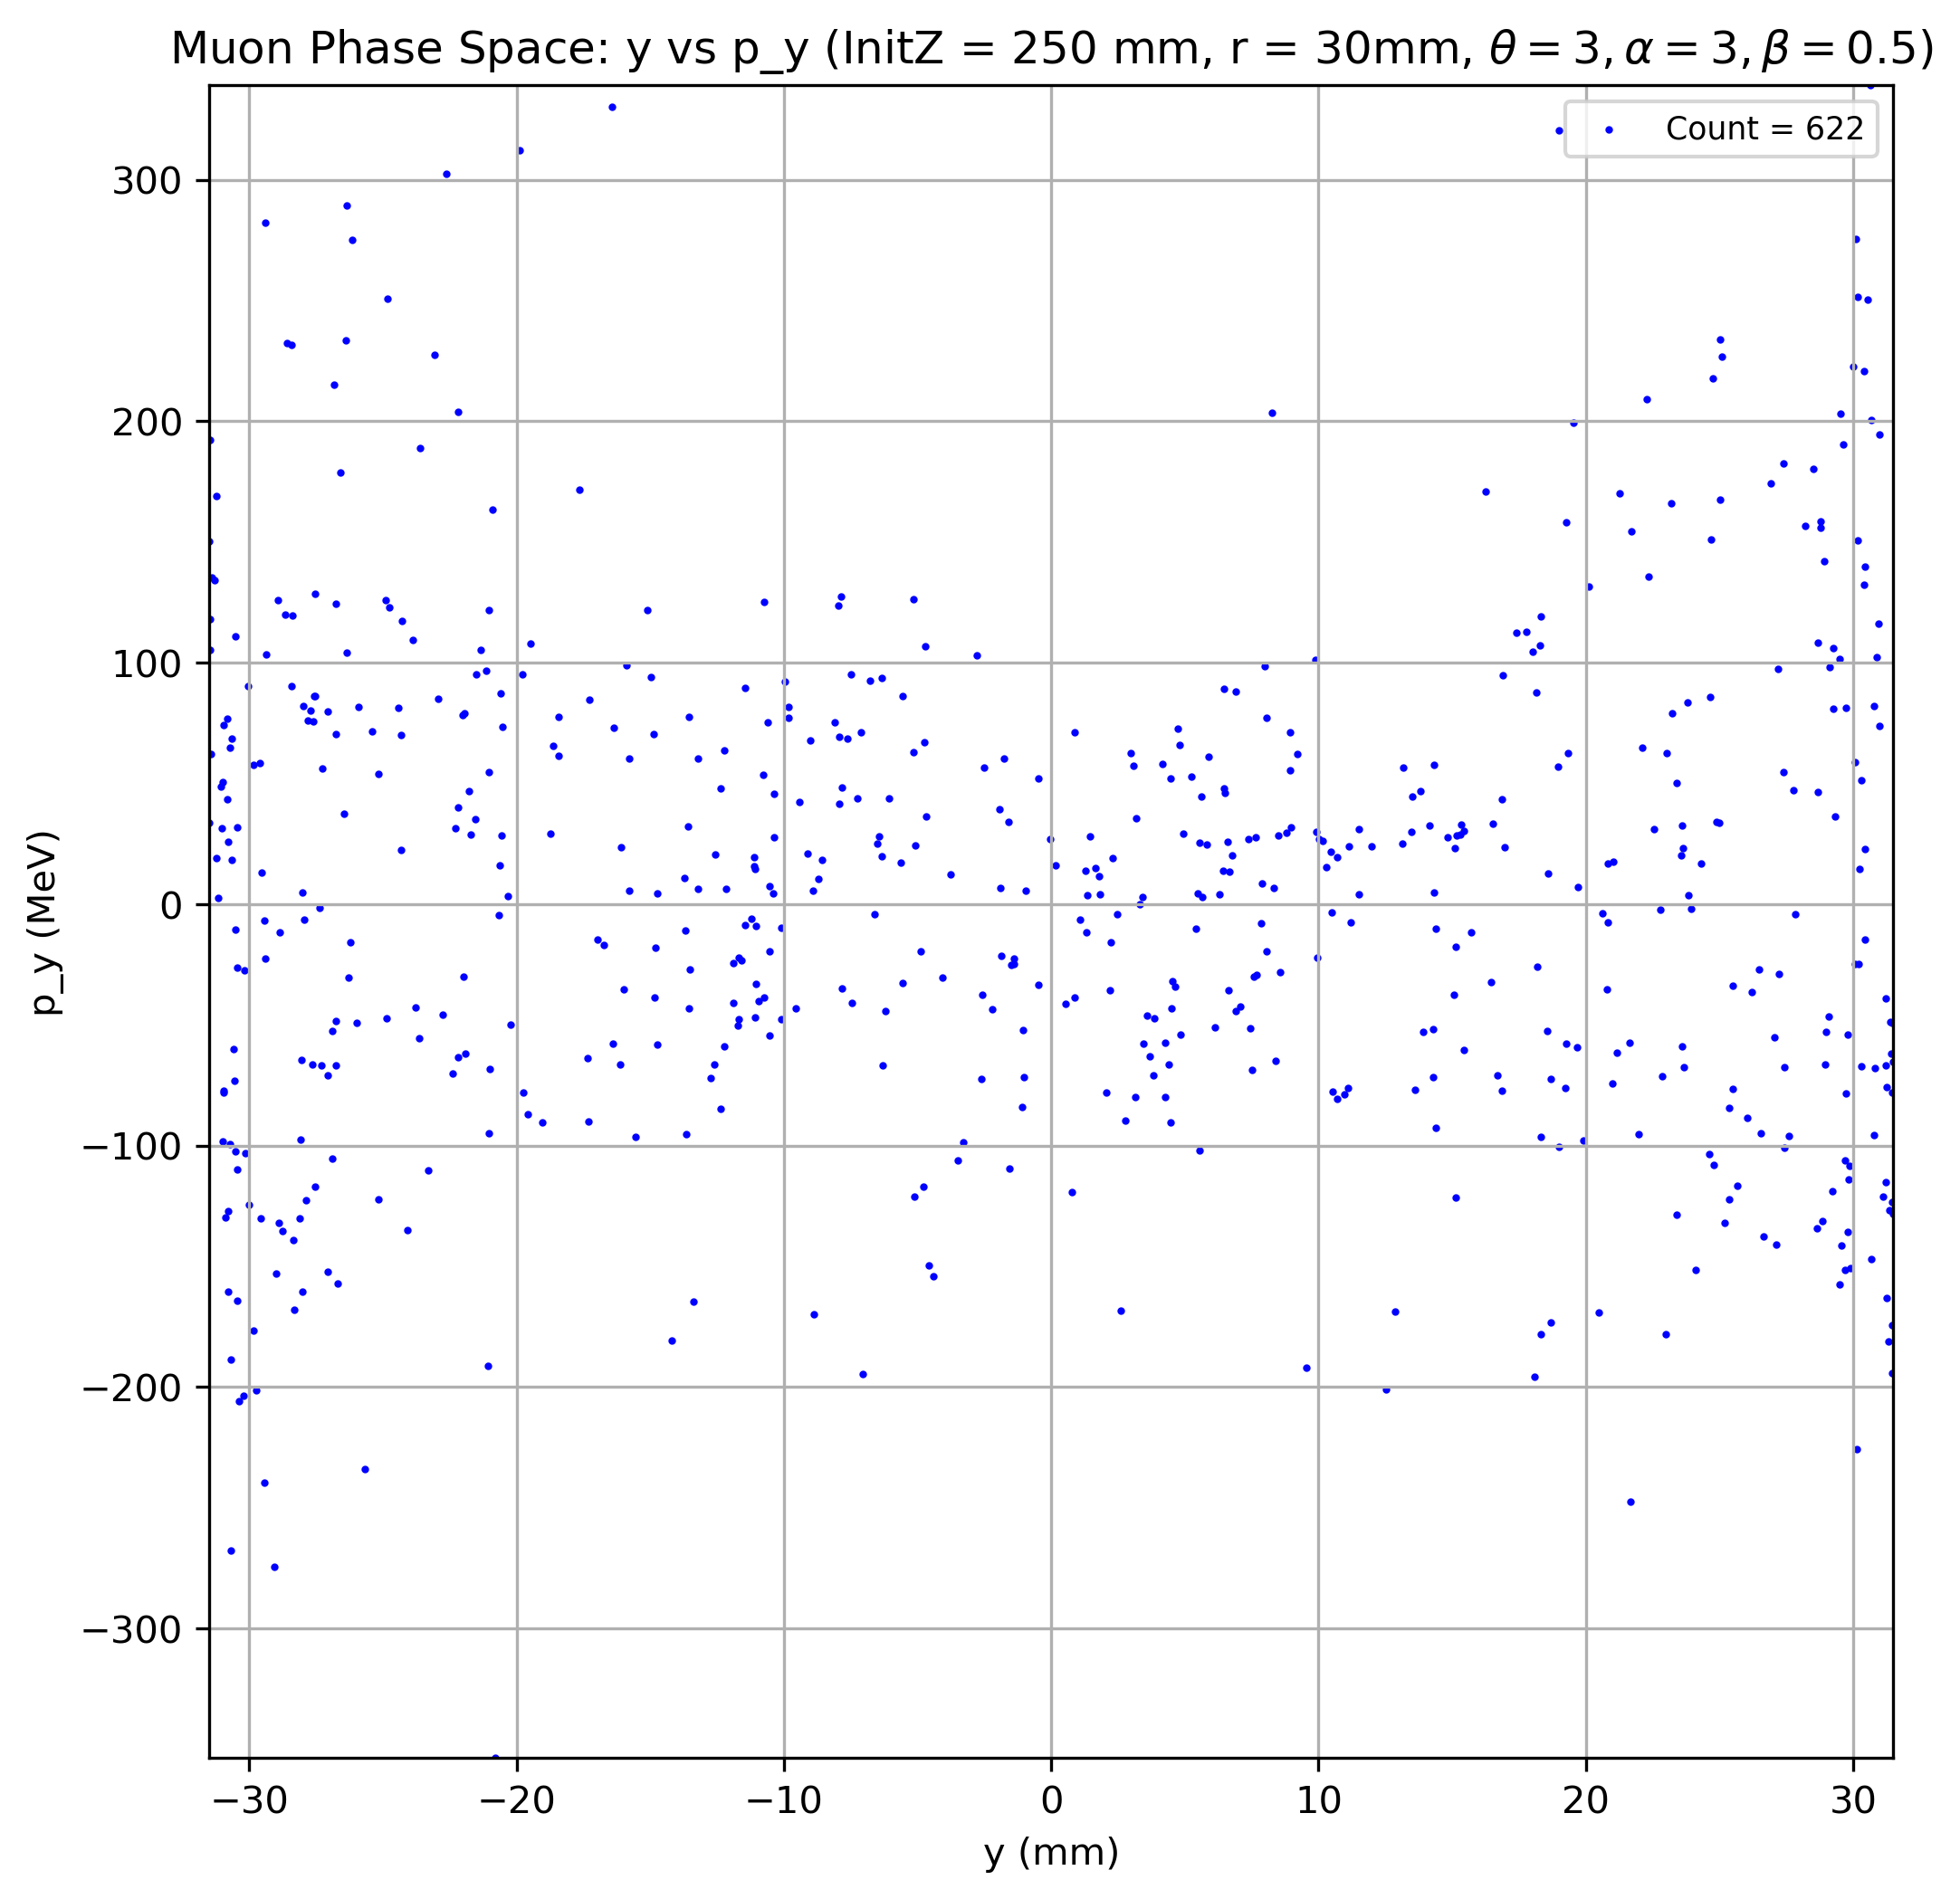 Muon Phase Space: y vs p_y (InitZ = 250 mm, r = 30mm, θ = 3, α = 3, β = 0.5)
Count = 622
300
200
100
0
−100
−200
−300
p_y (MeV)
−30 −20 −10 0 10 20 30
y (mm)